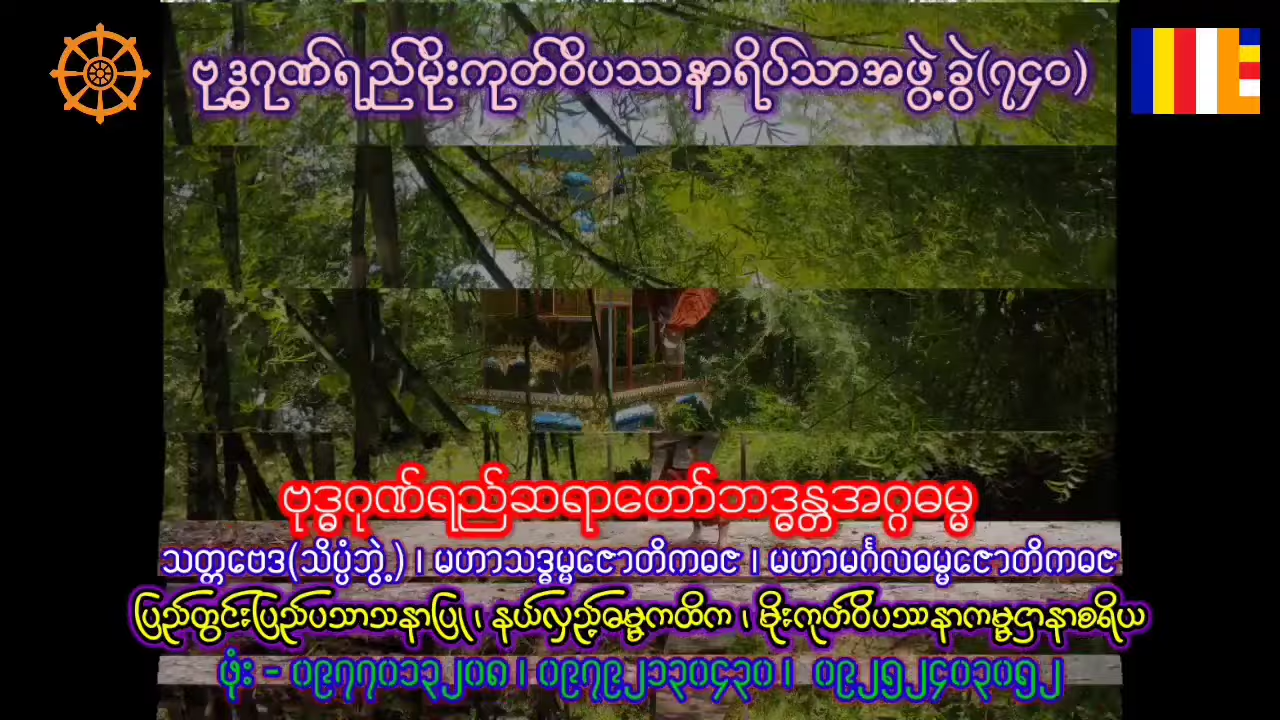 ဗုဒ္ဓဂုဏ်ရည်မိုးကုတ်ဝိပဿနာရိပ်သာအဖွဲ့ခွဲ(၇၄၀)
ဗုဒ္ဓဂုဏ်ရည်ဆရာတော်ဘဒ္ဒန္တအဂ္ဂဓမ္မ
သတ္တဗေဒ(သိပ္ပံဘွဲ့) ၊ မဟာသဒ္ဓမ္မဇောတိကဓဇ ၊ မဟာမင်္ဂလဓမ္မဇောတိကဓဇ
ပြည်တွင်းပြည်ပသာသနာပြု ၊ နယ်လှည့်ဓမ္မကထိက ၊ မိုးကုတ်ဝိပဿနာကမ္မဋ္ဌာနာစရိယ
ဖုံး - ၀၉၇၇၀၁၃၂၀၈ ၊ ၀၉၇၉၂၁၃၀၄၃၀ ၊ ၀၉၂၅၂၄၀၃၀၅၂